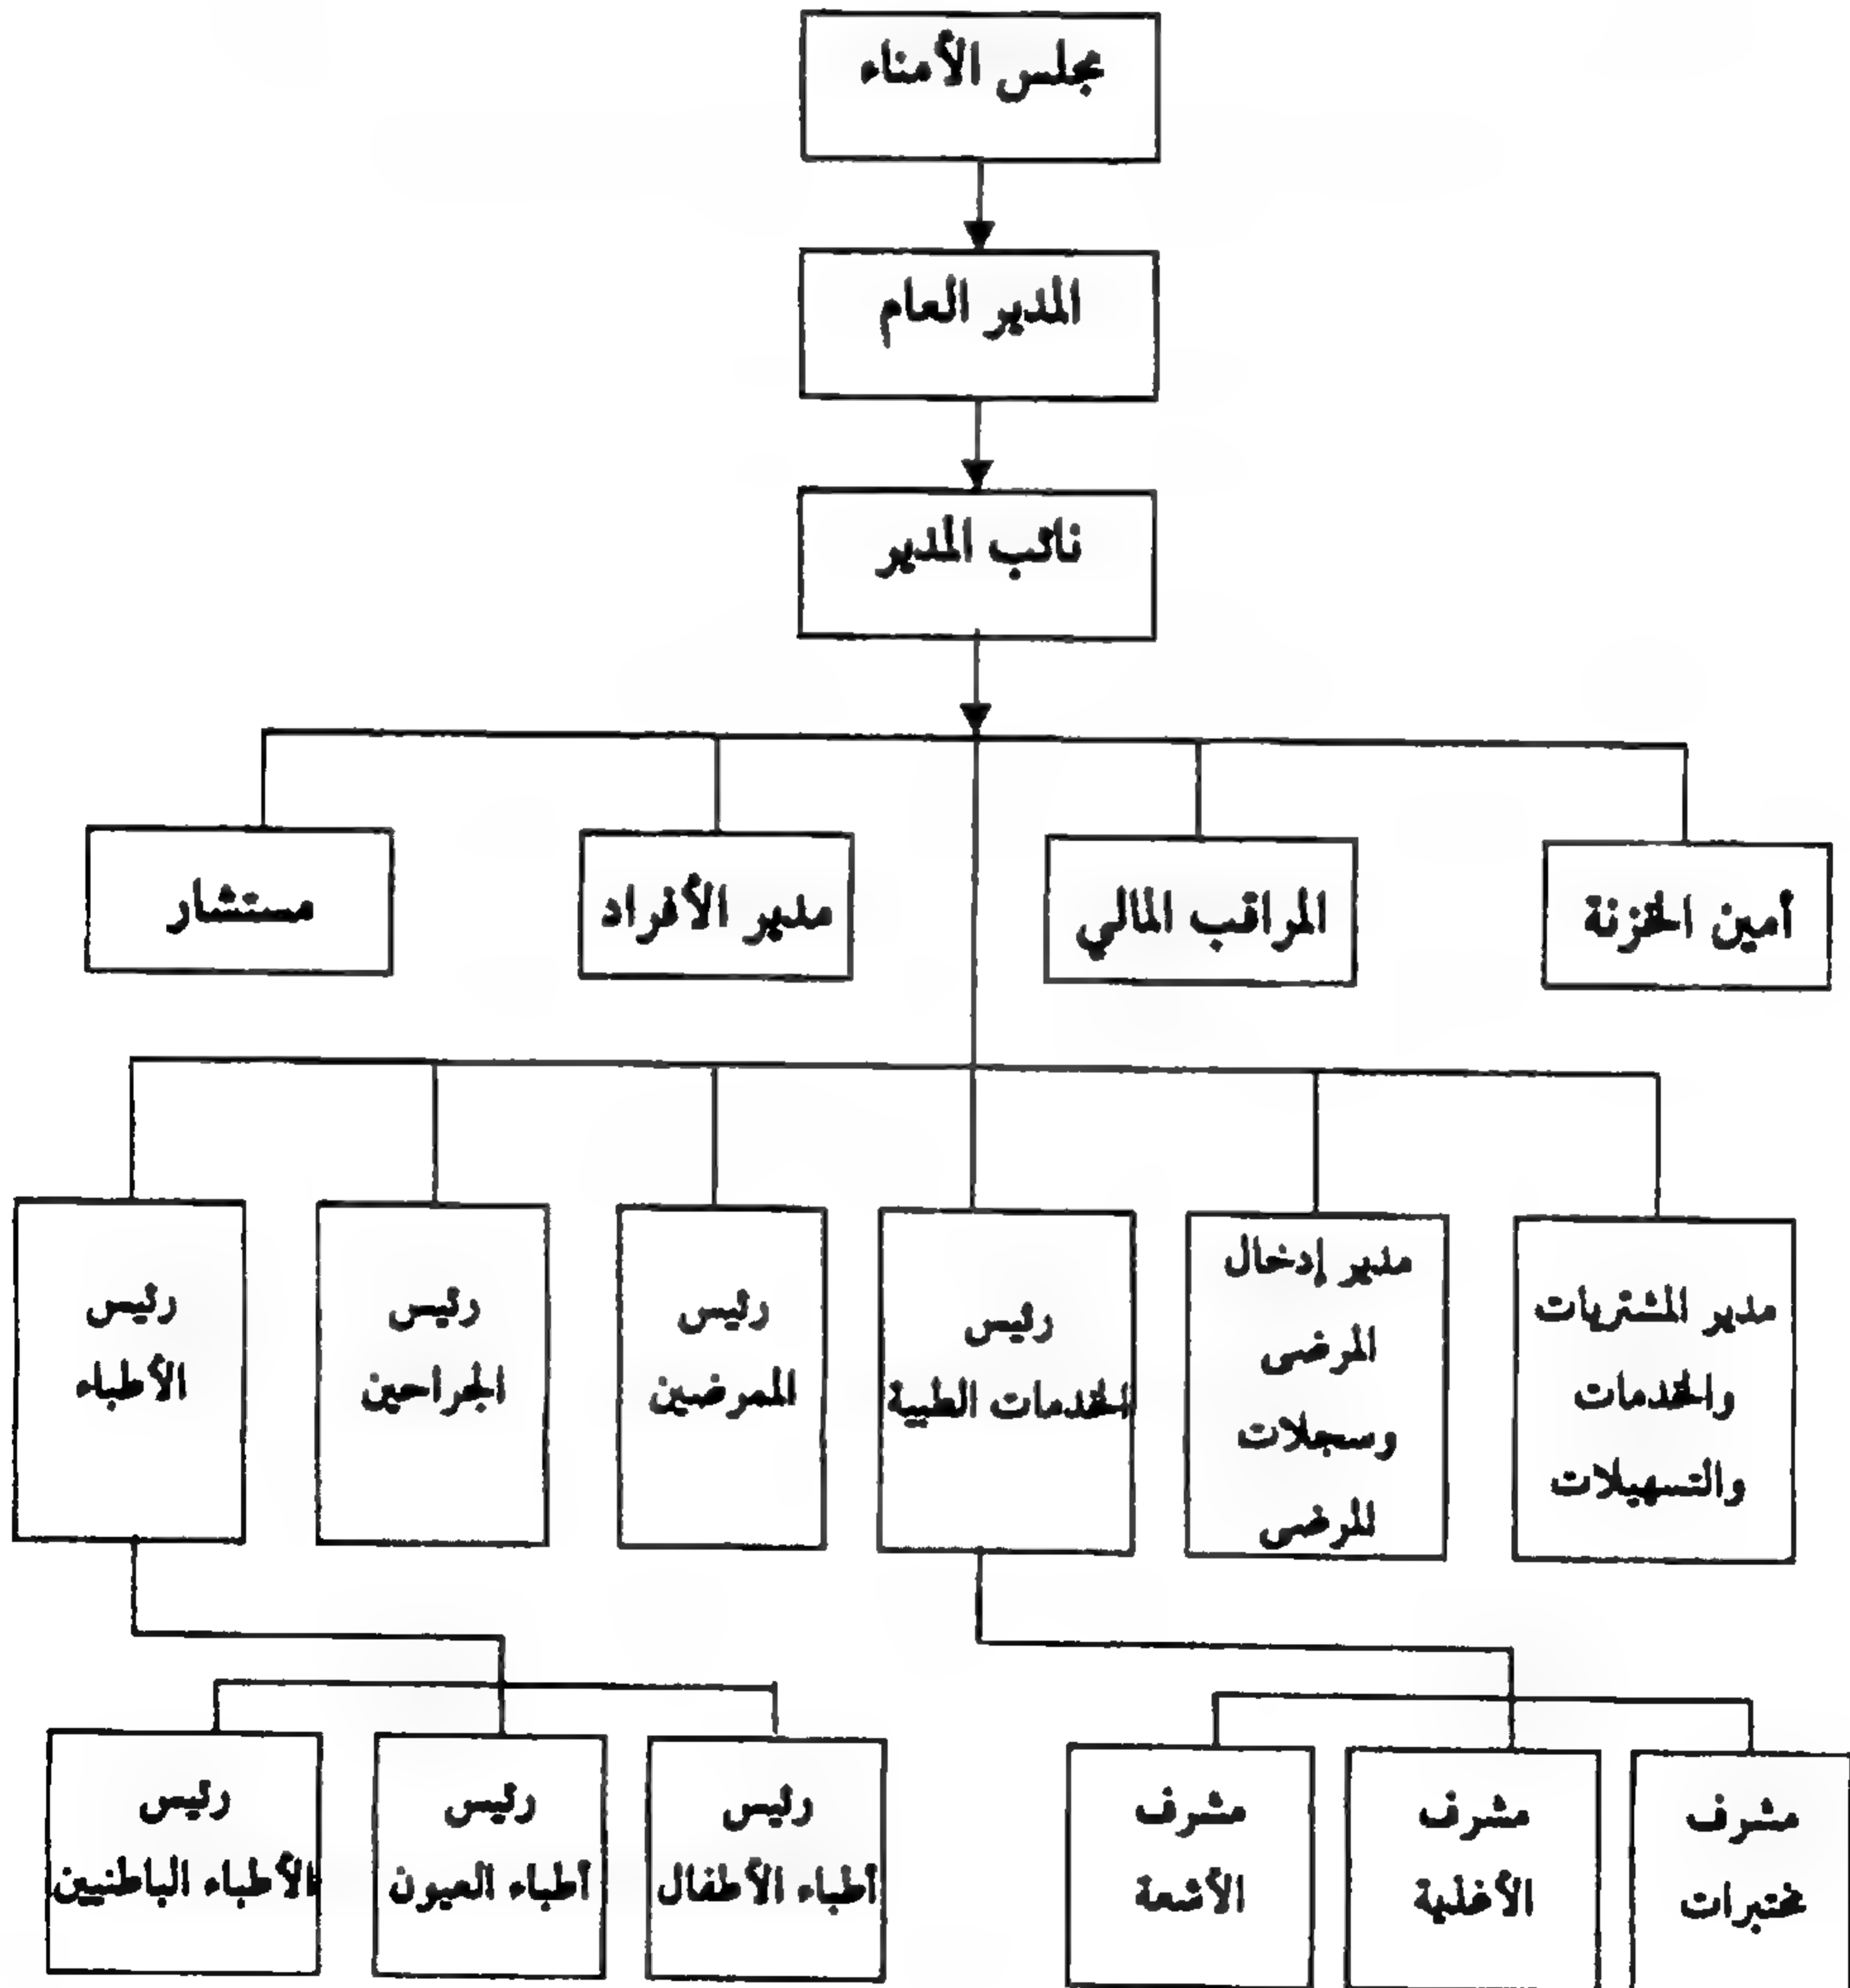 مجلس الأمناء
المدير العام
نائب المدير
أمين الخزنة
المراقب المالي
مدير الأفراد
مستشار
مدير المشتريات
والخدمات
والتسهيلات
مدير إدخال
المرضى
وسجلات
المرضى
رئيس
الخدمات الطبية
رئيس
الممرضين
رئيس
الجراحين
رئيس
الأطباء
مشرف
مختبرات
مشرف
الأغذية
مشرف
الأشعة
رئيس
أطباء الأطفال
رئيس
أطباء العيون
رئيس
الأطباء الباطنيين